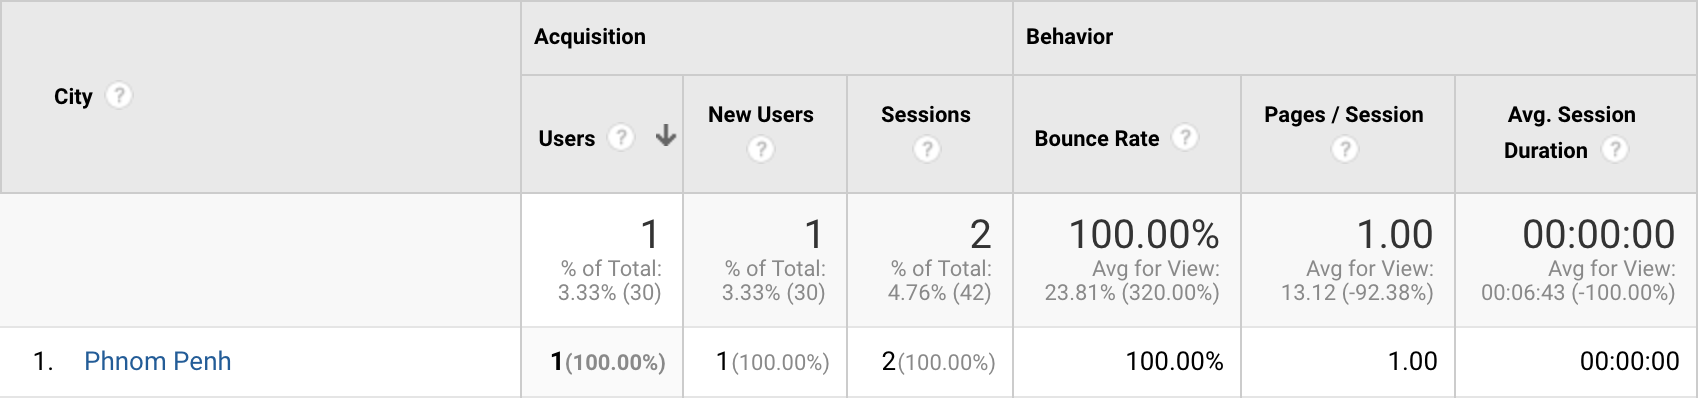 City ?
Acquisition
Behavior
Users ?
New Users
?
Sessions
?
Bounce Rate ?
Pages / Session
?
Avg. Session
Duration ?
1
% of Total:
3.33% (30)
1
% of Total:
3.33% (30)
2
% of Total:
4.76% (42)
100.00%
Avg for View:
23.81% (320.00%)
1.00
Avg for View:
13.12 (-92.38%)
00:00:00
Avg for View:
00:06:43 (-100.00%)
1. Phnom Penh 1(100.00%) 1(100.00%) 2(100.00%) 100.00% 1.00 00:00:00